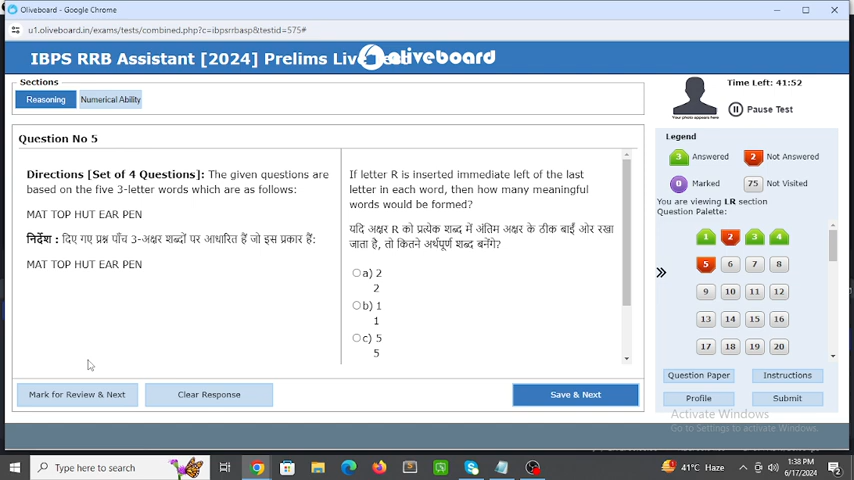 Oliveboard - Google Chrome
u1.oliveboard.in/exams/tests/combined.php?c=ibpsrrbasp&testid=575#
IBPS RRB Assistant [2024] Prelims Live
oliveboard
Sections
Reasoning Numerical Ability
Time Left: 41:52
Pause Test
Your photo appears here
Question No 5
Legend
3 Answered 2 Not Answered
0 Marked 75 Not Visited
You are viewing LR section
Question Palette:
Directions [Set of 4 Questions]: The given questions are
based on the five 3-letter words which are as follows:
MAT TOP HUT EAR PEN
निर्देश : दिए गए प्रश्न पाँच 3-अक्षर शब्दों पर आधारित हैं जो इस प्रकार हैं:
MAT TOP HUT EAR PEN
If letter R is inserted immediate left of the last
letter in each word, then how many meaningful
words would be formed?
यदि अक्षर R को प्रत्येक शब्द में अंतिम अक्षर के ठीक बाईं ओर रखा
जाता है, तो कितने अर्थपूर्ण शब्द बनेंगे?
a) 2
2
b) 1
1
c) 5
5
1 2 3 4
5 6 7 8
9 10 11 12
13 14 15 16
17 18 19 20
Mark for Review & Next Clear Response Save & Next
Question Paper Instructions
Profile Submit
Activate Windows
Go to Settings to activate Windows.
Type here to search
41°C Haze
1:38 PM
6/17/2024
2